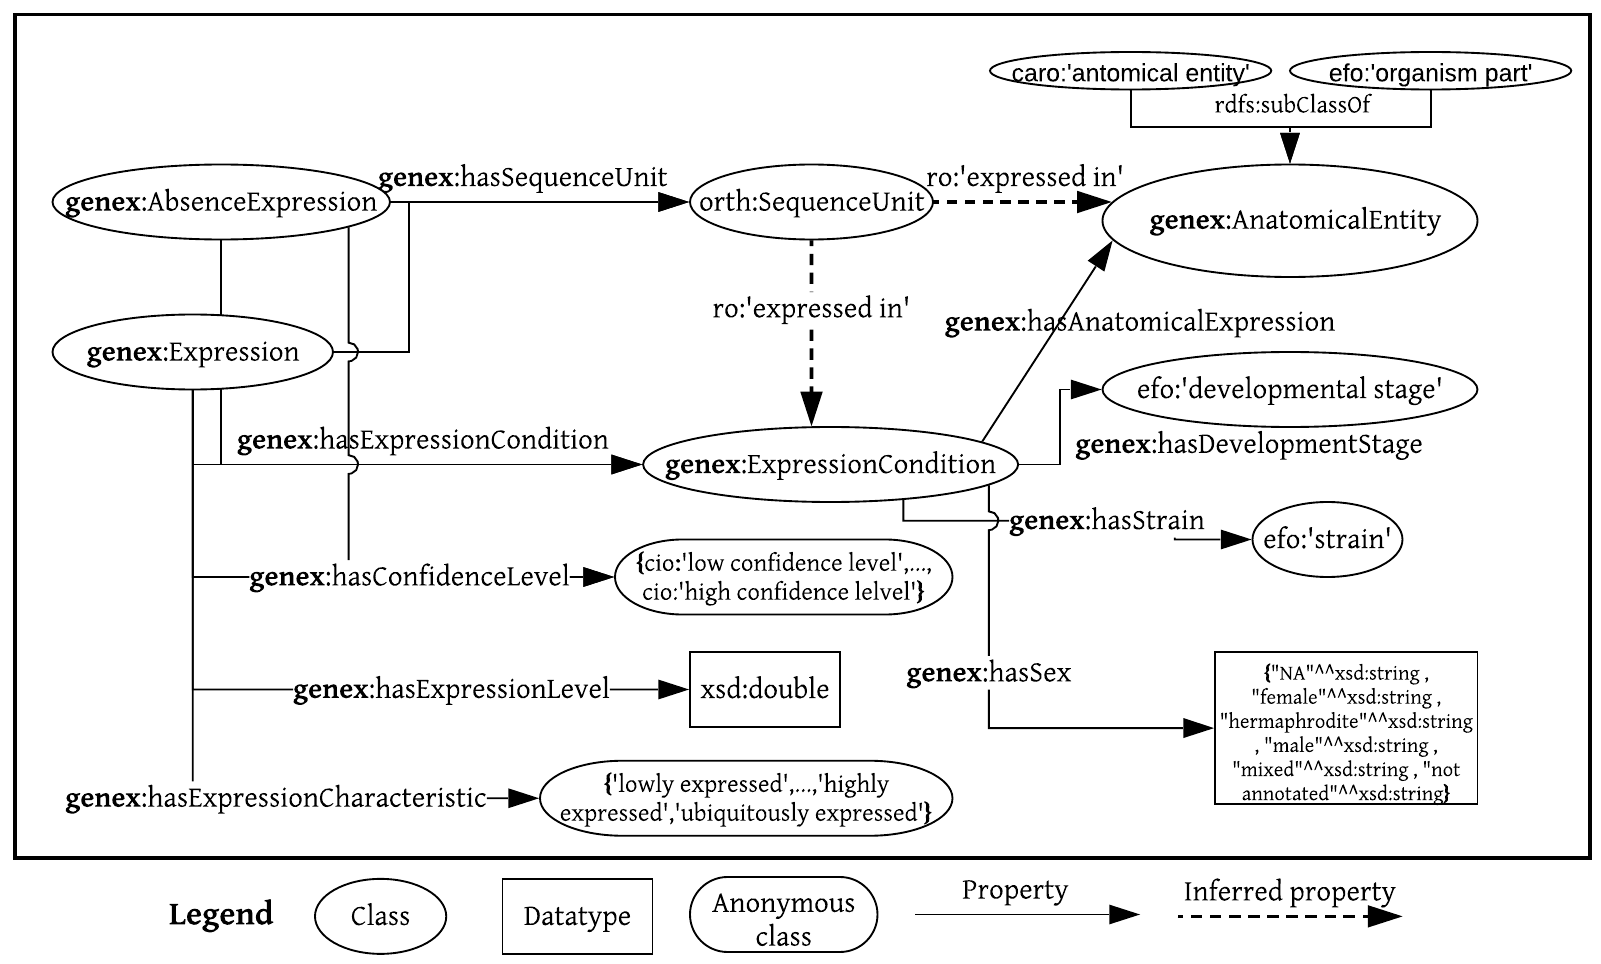 caro:'antomical entity'
efo:'organism part'
rdfs:subClassOf
genex:AbsenceExpression
genex:hasSequenceUnit
orth:SequenceUnit
ro:'expressed in'
genex:AnatomicalEntity
ro:'expressed in'
genex:hasAnatomicalExpression
genex:Expression
efo:'developmental stage'
genex:hasExpressionCondition
genex:ExpressionCondition
genex:hasDevelopmentStage
genex:hasStrain
efo:'strain'
genex:hasConfidenceLevel
{cio:'low confidence level',...,
cio:'high confidence lelvel'}
genex:hasExpressionLevel
xsd:double
genex:hasSex
{"NA"^^xsd:string ,
"female"^^xsd:string ,
"hermaphrodite"^^xsd:string
, "male"^^xsd:string ,
"mixed"^^xsd:string , "not
annotated"^^xsd:string}
genex:hasExpressionCharacteristic
{'lowly expressed',...,'highly
expressed','ubiquitously expressed'}
Legend
Class
Datatype
Anonymous
class
Property
Inferred property